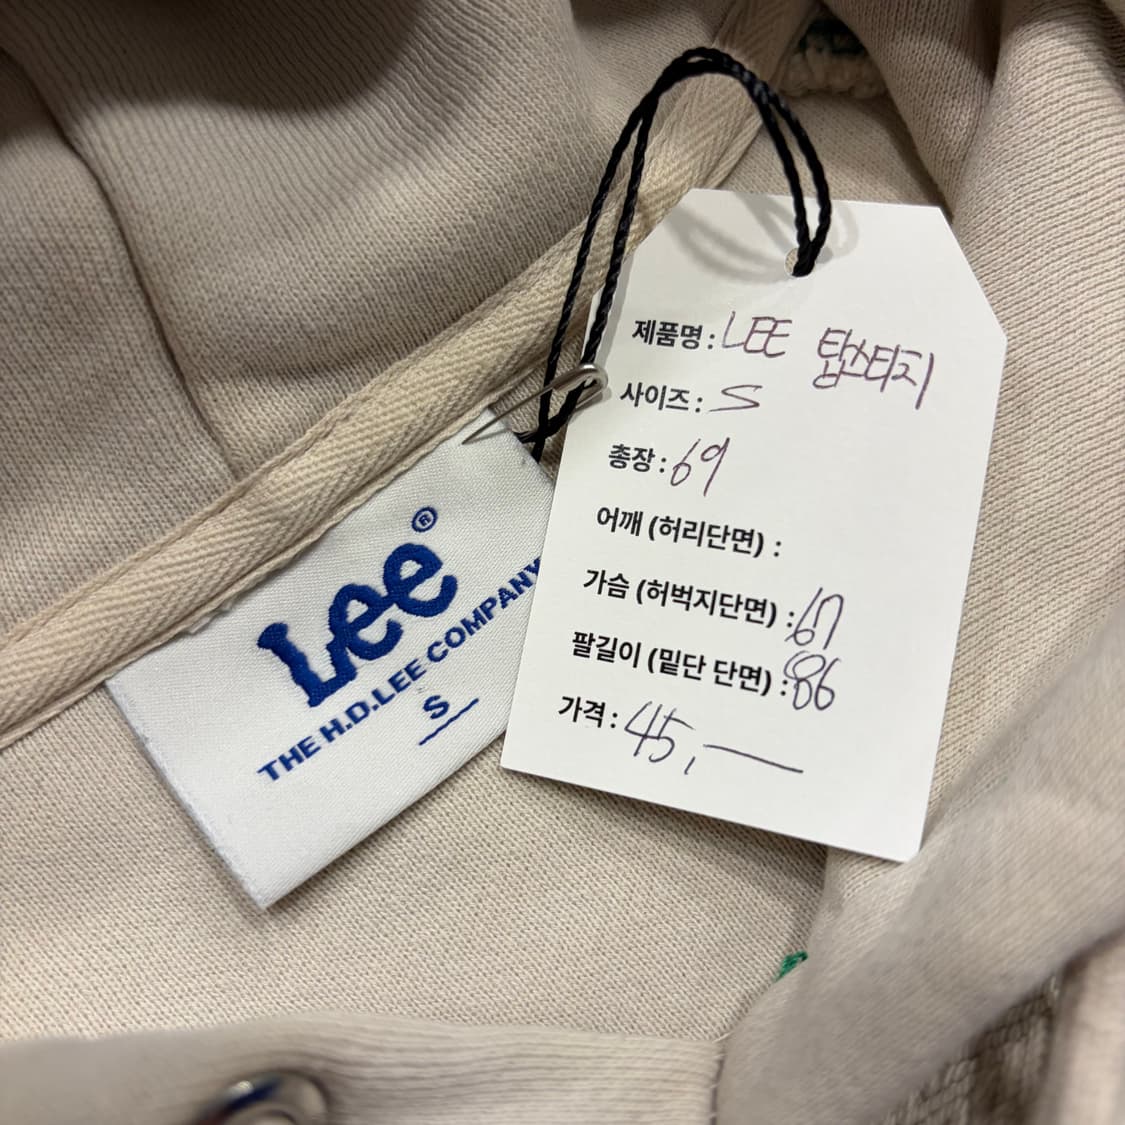 제품명 : LEE 탑스티지
사이즈 : S
총장 : 69
어깨 (허리단면) :
가슴 (허벅지단면) : 67
팔길이 (밑단 단면) : 86
가격 : 45,—
Lee®
THE H.D.LEE COMPANY
S